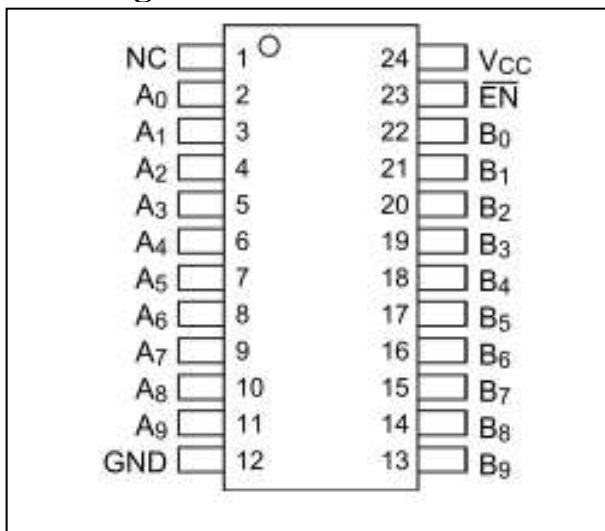 NC 1 24 VCC
A0 2 23 EN
A1 3 22 B0
A2 4 21 B1
A3 5 20 B2
A4 6 19 B3
A5 7 18 B4
A6 8 17 B5
A7 9 16 B6
A8 10 15 B7
A9 11 14 B8
GND 12 13 B9